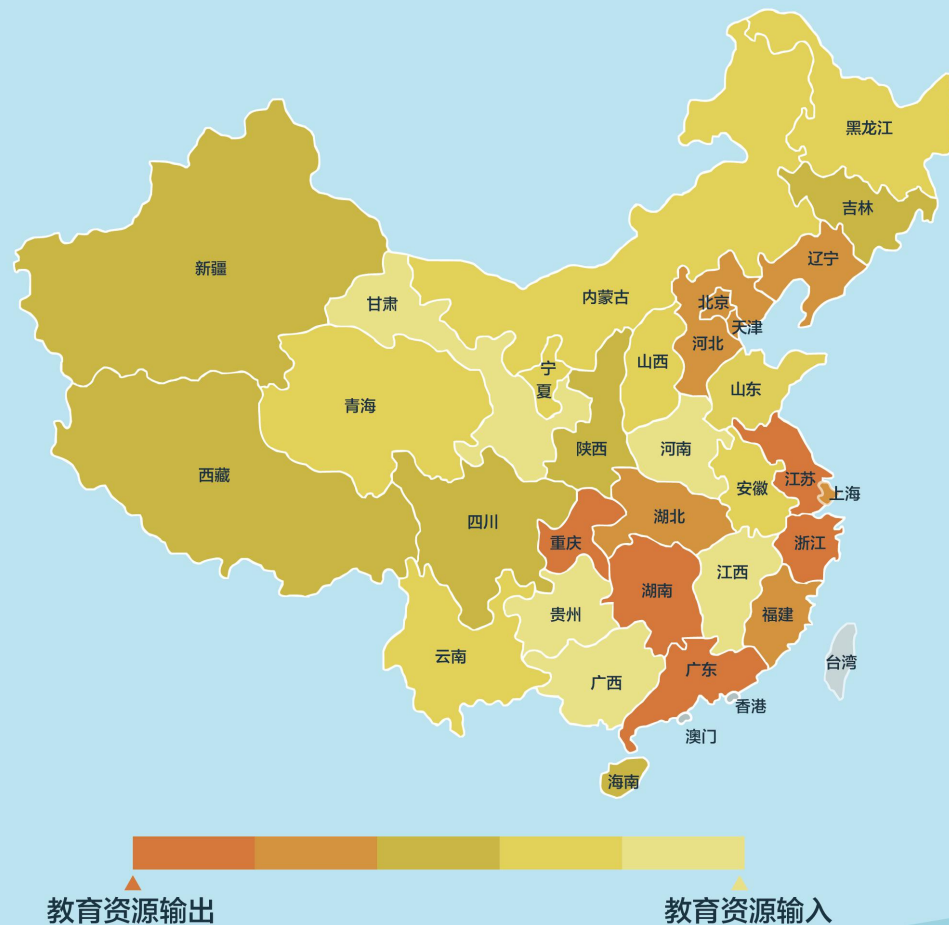 黑龙江
吉林
辽宁
新疆
甘肃
内蒙古
北京
天津
河北
山西
宁
夏
山东
青海
陕西
河南
西藏
江苏
安徽
上海
四川
湖北
重庆
浙江
江西
湖南
贵州
福建
云南
台湾
广东
广西
香港
澳门
海南
教育资源输出
教育资源输入